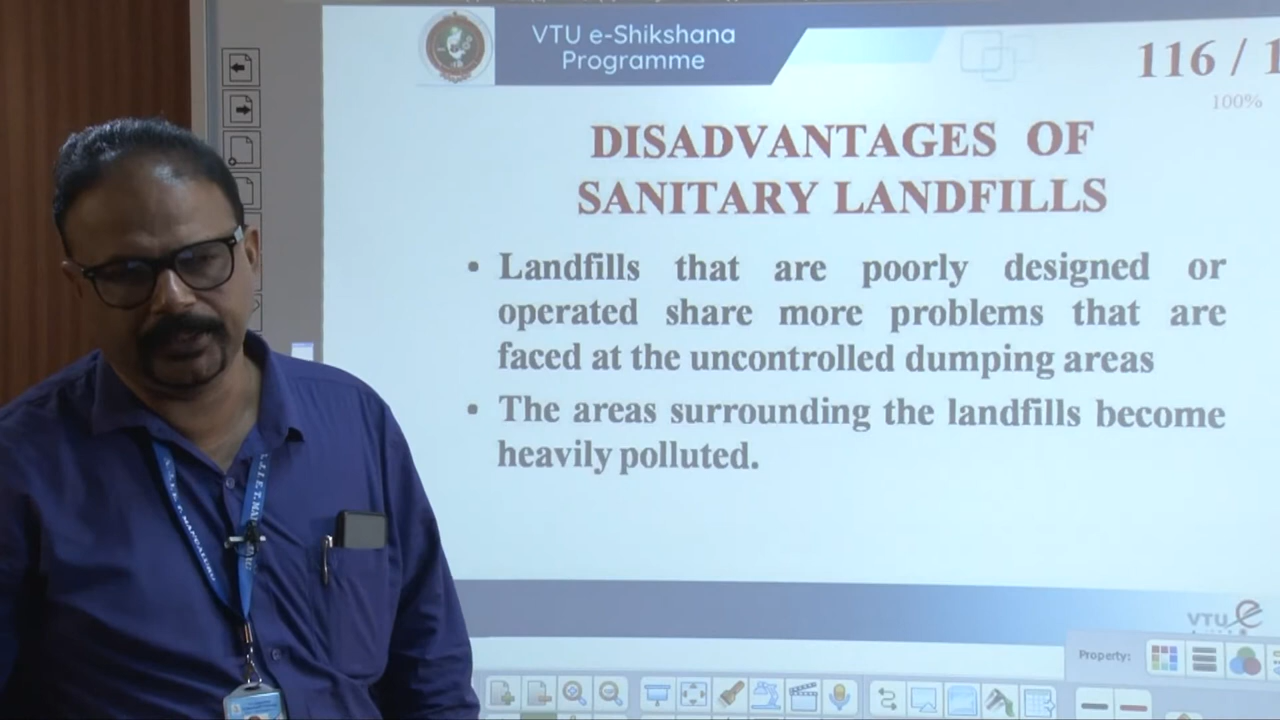 VTU e-Shikshana
Programme
116 / 1
100%
DISADVANTAGES OF
SANITARY LANDFILLS
• Landfills that are poorly designed or
operated share more problems that are
faced at the uncontrolled dumping areas
• The areas surrounding the landfills become
heavily polluted.
VTU e
Property: